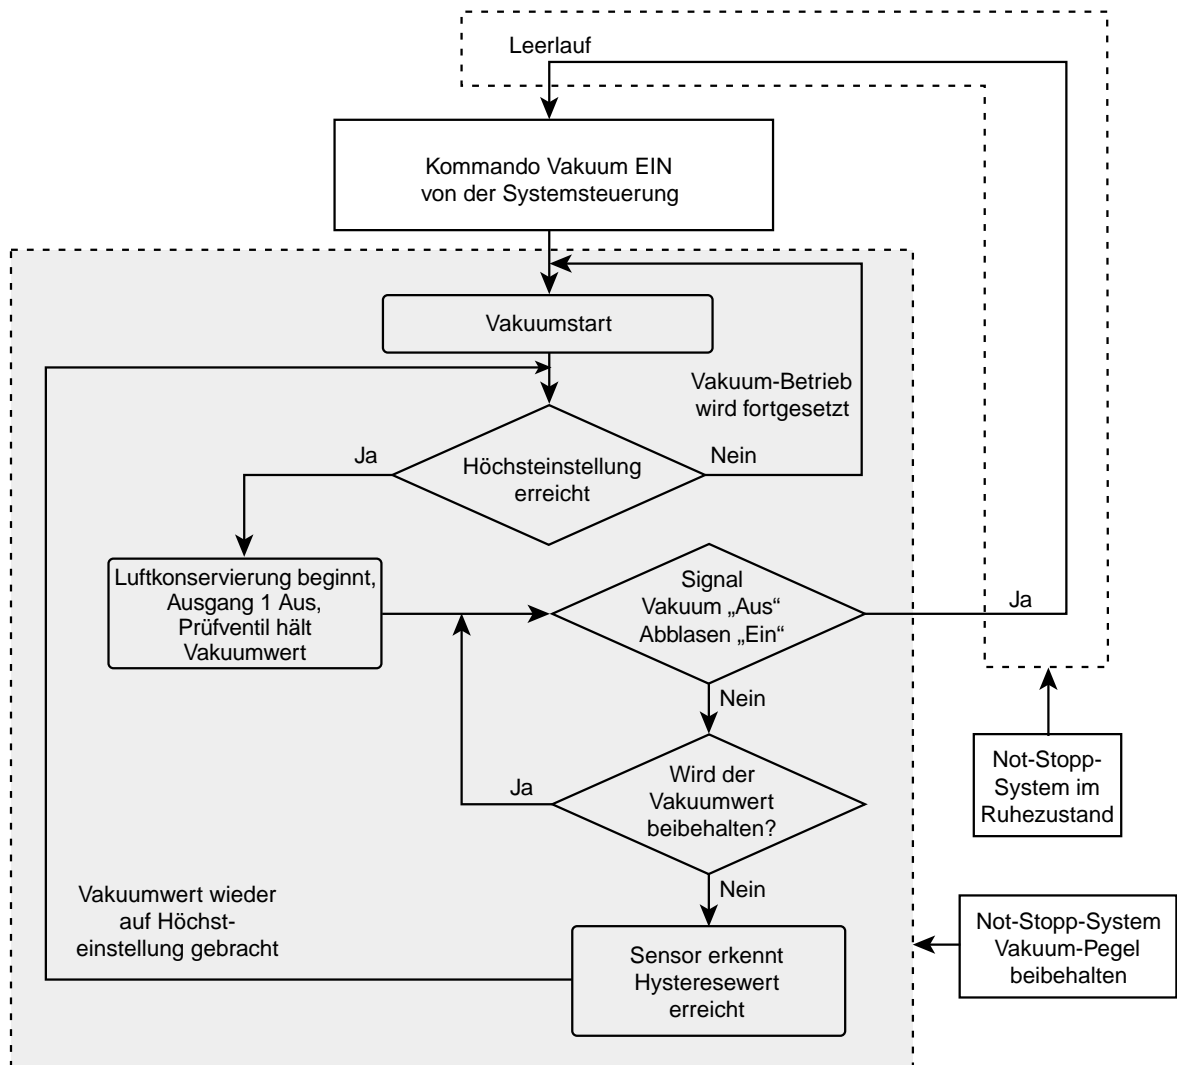 Leerlauf
Kommando Vakuum EIN
von der Systemsteuerung
Vakuumstart
Vakuum-Betrieb
wird fortgesetzt
Ja
Höchsteinstellung
erreicht
Nein
Luftkonservierung beginnt,
Ausgang 1 Aus,
Prüfventil hält
Vakuumwert
Signal
Vakuum „Aus“
Abblasen „Ein“
Ja
Nein
Wird der
Vakuumwert
beibehalten?
Ja
Not-Stopp-
System im
Ruhezustand
Nein
Vakuumwert wieder
auf Höchst-
einstellung gebracht
Sensor erkennt
Hysteresewert
erreicht
Not-Stopp-System
Vakuum-Pegel
beibehalten